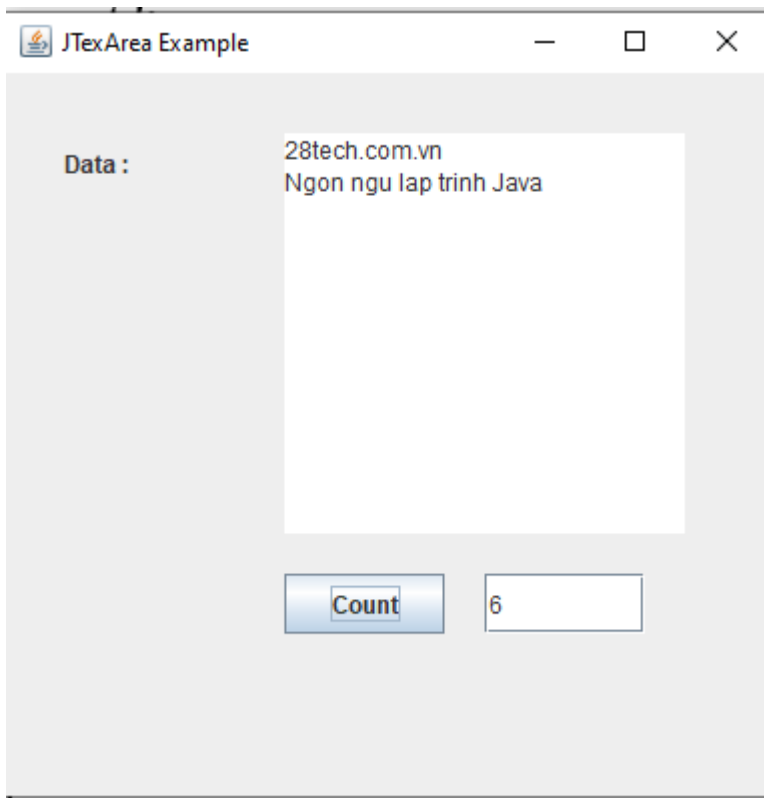 JTexArea Example
Data :
28tech.com.vn
Ngon ngu lap trinh Java
Count
6